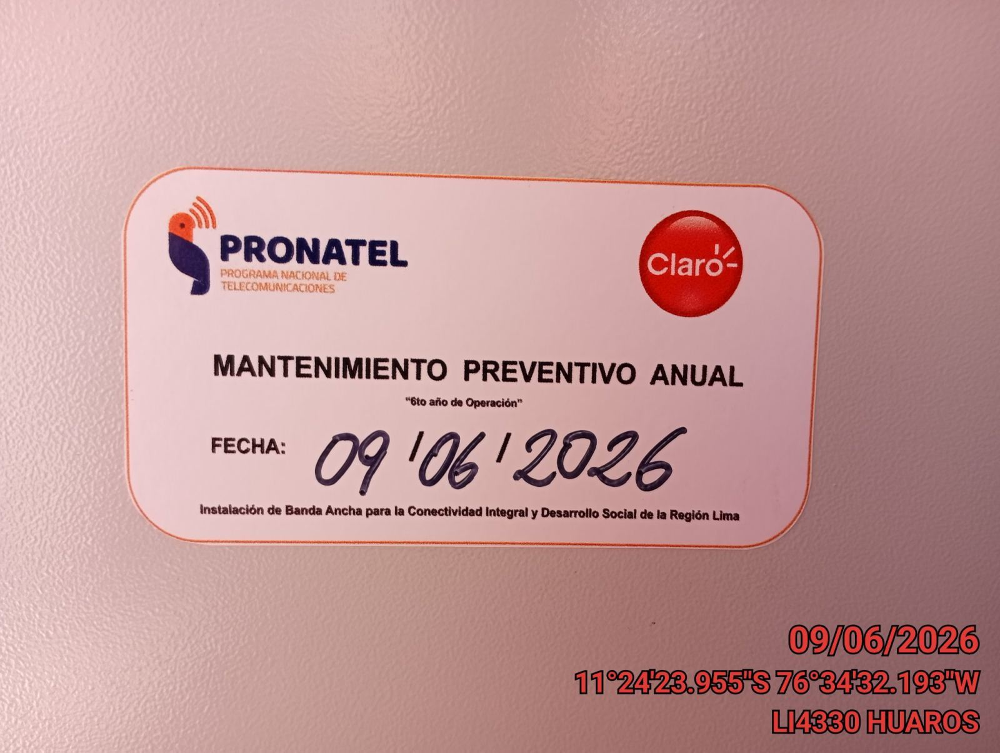 PRONATEL
PROGRAMA NACIONAL DE
TELECOMUNICACIONES
Claro
MANTENIMIENTO PREVENTIVO ANUAL
"6to año de Operación"
FECHA: 09/06/2026
Instalación de Banda Ancha para la Conectividad Integral y Desarrollo Social de la Región Lima
09/06/2026
11°24'23.955"S 76°34'32.193"W
LI4330 HUAROS